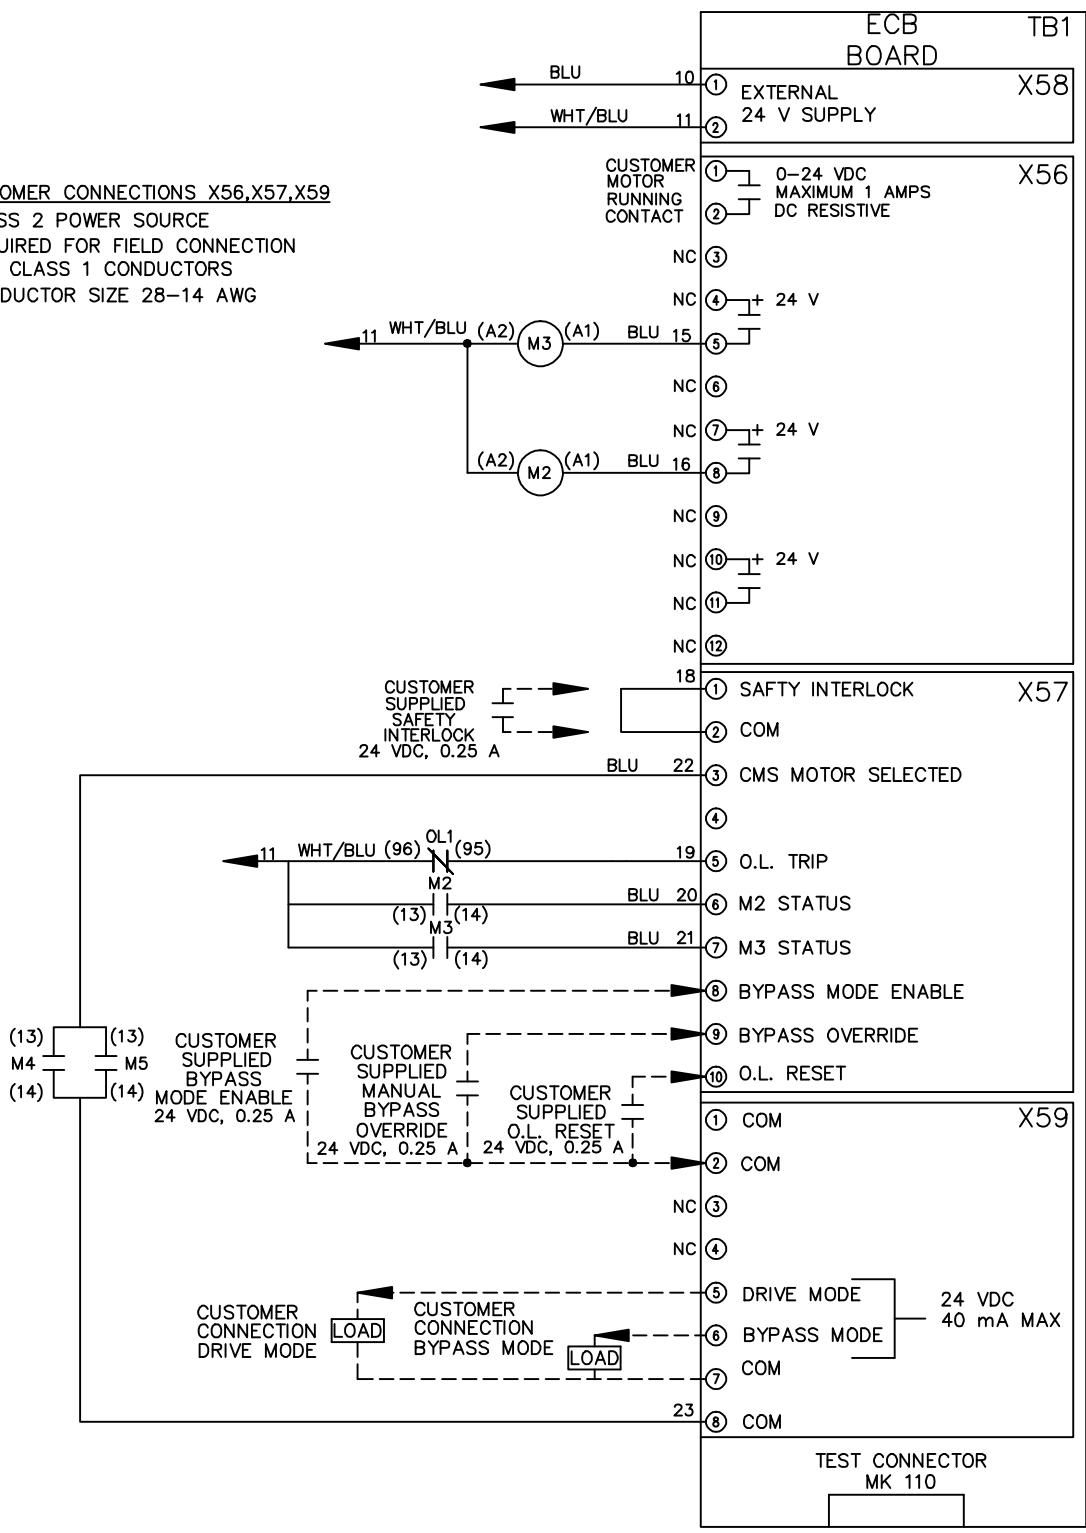 ECB TB1
BOARD
BLU 10 1 EXTERNAL X58
WHT/BLU 11 2 24 V SUPPLY
OMER CONNECTIONS X56,X57,X59
SS 2 POWER SOURCE
UIRED FOR FIELD CONNECTION
CLASS 1 CONDUCTORS
DUCTOR SIZE 28-14 AWG
CUSTOMER
MOTOR
RUNNING
CONTACT
1 0-24 VDC X56
MAXIMUM 1 AMPS
2 DC RESISTIVE
NC 3
NC 4 + 24 V
11 WHT/BLU (A2) M3 (A1) BLU 15 5
NC 6
NC 7 + 24 V
(A2) M2 (A1) BLU 16 8
NC 9
NC 10 + 24 V
NC 11
NC 12
CUSTOMER
SUPPLIED
SAFETY
INTERLOCK
24 VDC, 0.25 A
18 1 SAFTY INTERLOCK X57
2 COM
BLU 22 3 CMS MOTOR SELECTED
4
11 WHT/BLU (96) OL1 (95) 19 5 O.L. TRIP
M2
(13) (14) BLU 20 6 M2 STATUS
M3
(13) (14) BLU 21 7 M3 STATUS
8 BYPASS MODE ENABLE
9 BYPASS OVERRIDE
10 O.L. RESET
(13) (13)
M4 M5
(14) (14)
CUSTOMER
SUPPLIED
BYPASS
MODE ENABLE
24 VDC, 0.25 A
CUSTOMER
SUPPLIED
MANUAL
BYPASS
OVERRIDE
24 VDC, 0.25 A
CUSTOMER
SUPPLIED
O.L. RESET
24 VDC, 0.25 A
1 COM X59
2 COM
NC 3
NC 4
5 DRIVE MODE
6 BYPASS MODE
24 VDC
40 mA MAX
7 COM
CUSTOMER
CONNECTION
DRIVE MODE
LOAD
CUSTOMER
CONNECTION
BYPASS MODE
LOAD
23 8 COM
TEST CONNECTOR
MK 110